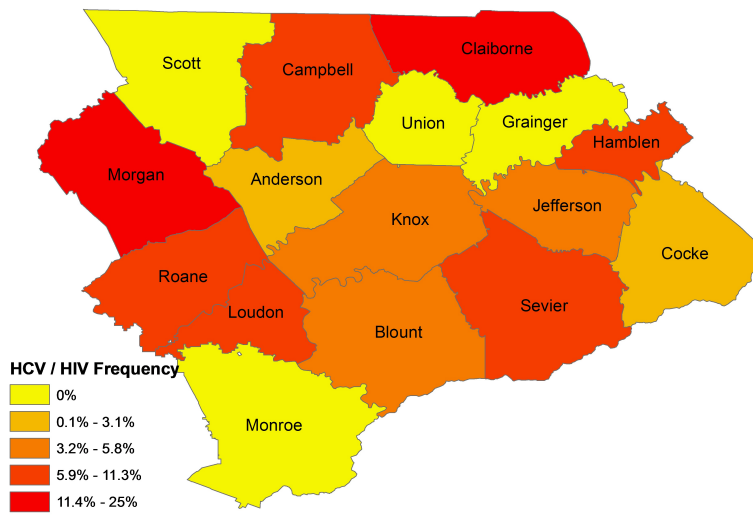 Claiborne
Scott
Campbell
Union
Grainger
Hamblen
Morgan
Anderson
Jefferson
Knox
Cocke
Roane
Sevier
Loudon
Blount
Monroe
HCV / HIV Frequency
0%
0.1% - 3.1%
3.2% - 5.8%
5.9% - 11.3%
11.4% - 25%